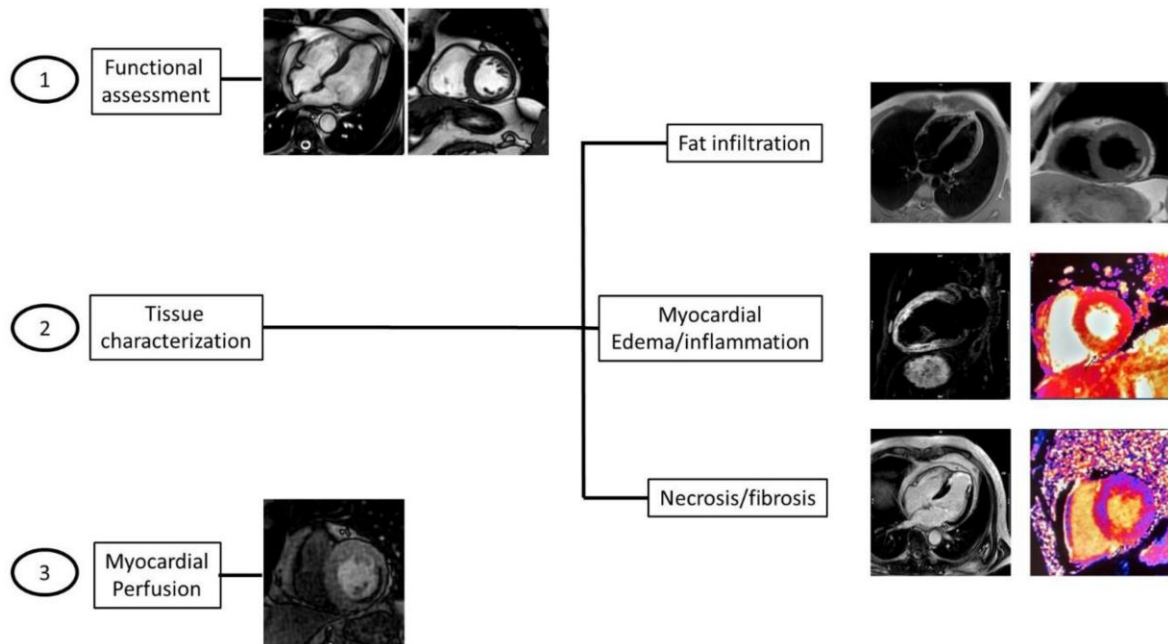 1
Functional
assessment
Fat infiltration
2
Tissue
characterization
Myocardial
Edema/inflammation
Necrosis/fibrosis
3
Myocardial
Perfusion